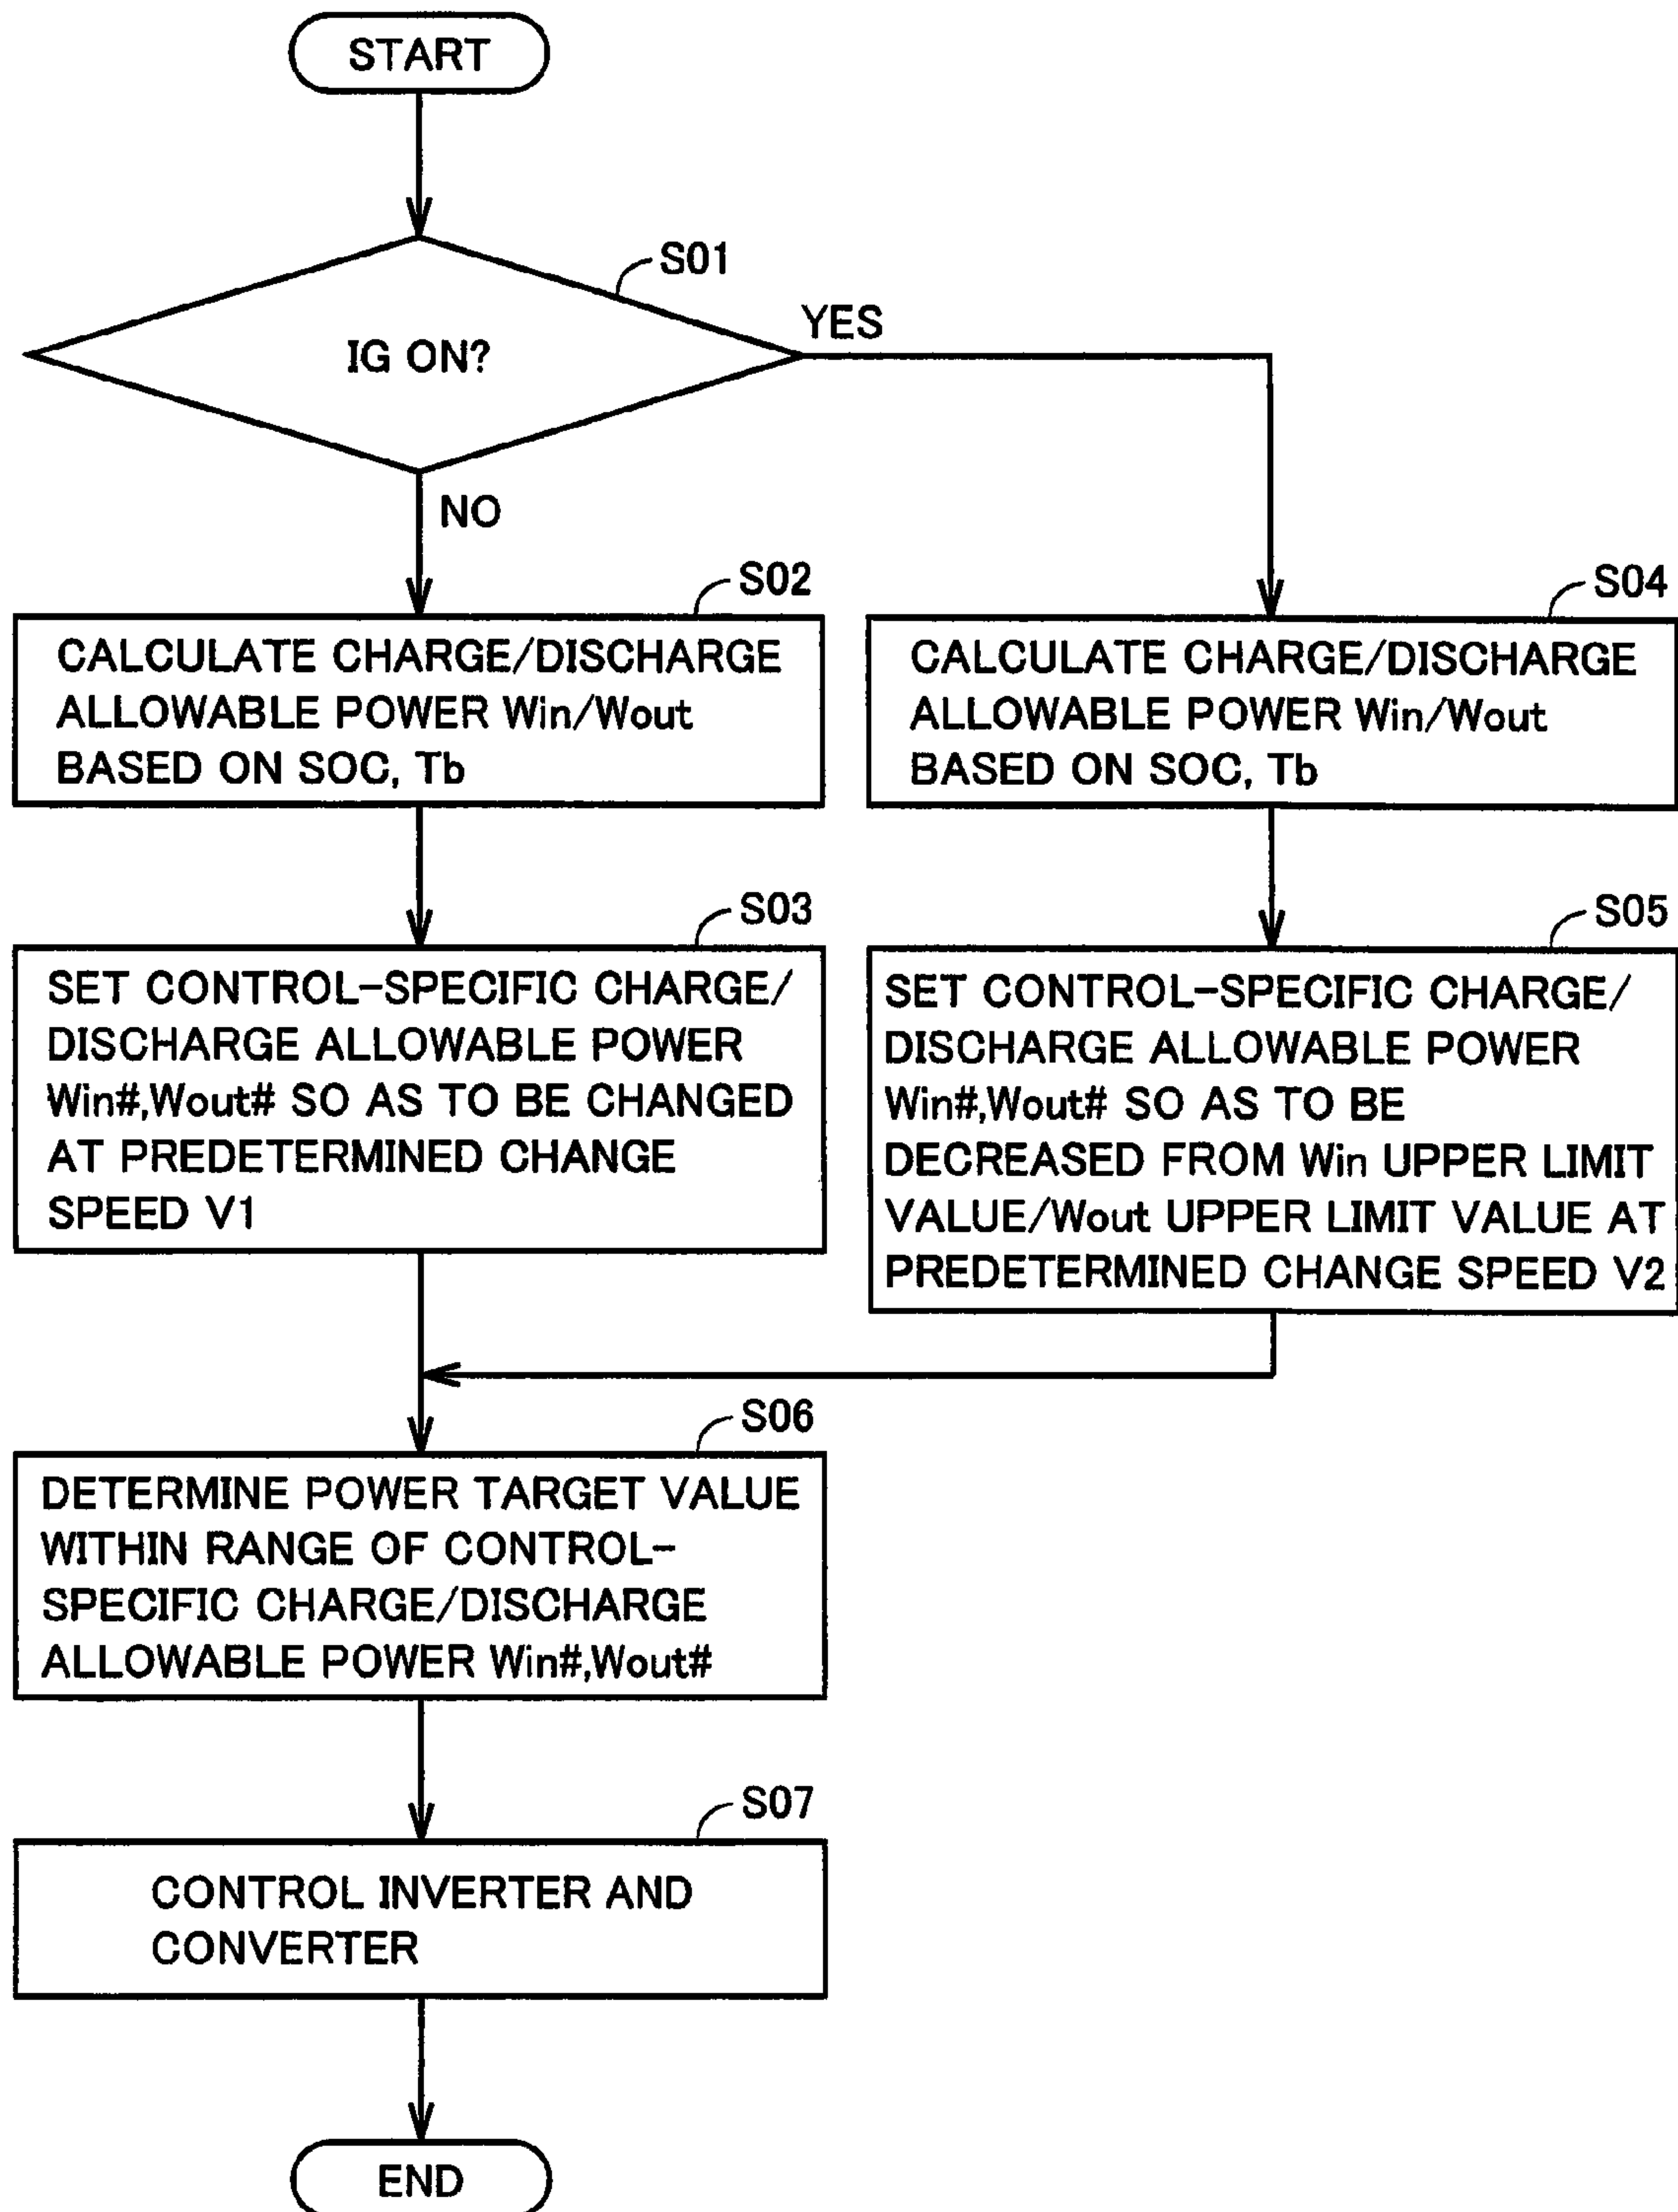 START
S01
IG ON?
YES
NO
S02
CALCULATE CHARGE/DISCHARGE
ALLOWABLE POWER Win/Wout
BASED ON SOC, Tb
S04
CALCULATE CHARGE/DISCHARGE
ALLOWABLE POWER Win/Wout
BASED ON SOC, Tb
S03
SET CONTROL-SPECIFIC CHARGE/
DISCHARGE ALLOWABLE POWER
Win#,Wout# SO AS TO BE CHANGED
AT PREDETERMINED CHANGE
SPEED V1
S05
SET CONTROL-SPECIFIC CHARGE/
DISCHARGE ALLOWABLE POWER
Win#,Wout# SO AS TO BE
DECREASED FROM Win UPPER LIMIT
VALUE/Wout UPPER LIMIT VALUE AT
PREDETERMINED CHANGE SPEED V2
S06
DETERMINE POWER TARGET VALUE
WITHIN RANGE OF CONTROL-
SPECIFIC CHARGE/DISCHARGE
ALLOWABLE POWER Win#,Wout#
S07
CONTROL INVERTER AND
CONVERTER
END